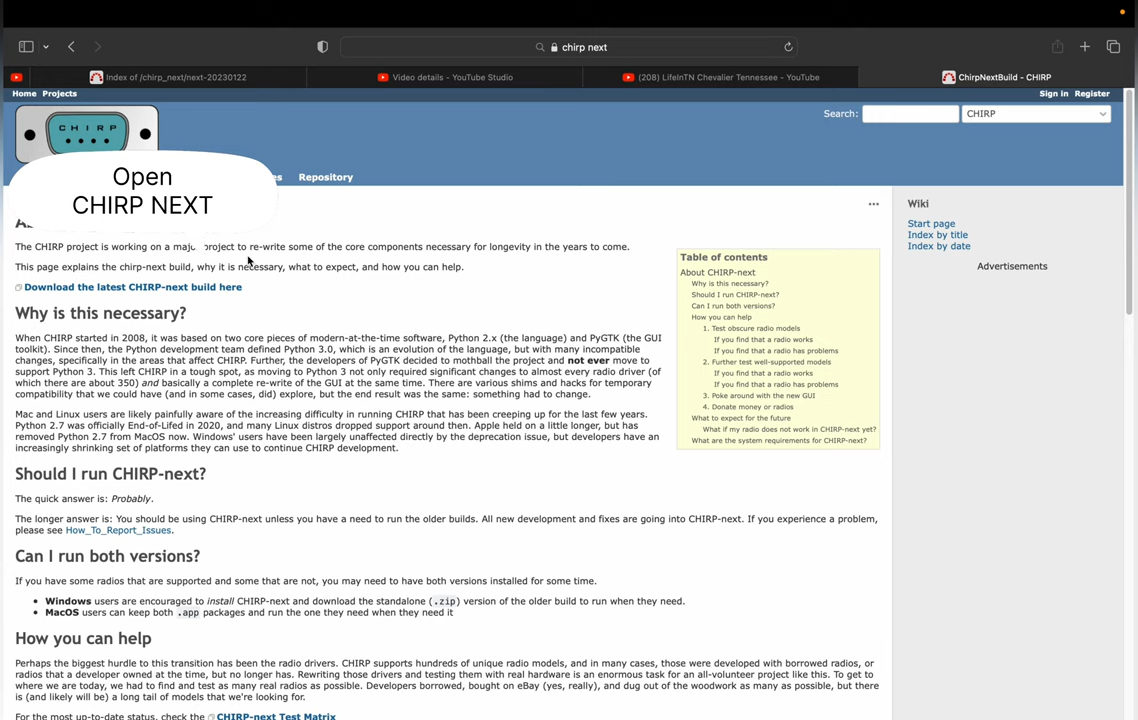 chirp next
Index of /chirp_next/next-20230122
Video details - YouTube Studio
(208) LifeInTN Chevalier Tennessee - YouTube
ChirpNextBuild - CHIRP
Home Projects
Sign in Register
CHIRP
Search:
CHIRP
Repository
Open
CHIRP NEXT
The CHIRP project is working on a major project to re-write some of the core components necessary for longevity in the years to come.
This page explains the chirp-next build, why it is necessary, what to expect, and how you can help.
Download the latest CHIRP-next build here
Why is this necessary?
When CHIRP started in 2008, it was based on two core pieces of modern-at-the-time software, Python 2.x (the language) and PyGTK (the GUI
toolkit). Since then, the Python development team defined Python 3.0, which is an evolution of the language, but with many incompatible
changes, specifically in the areas that affect CHIRP. Further, the developers of PyGTK decided to mothball the project and not ever move to
support Python 3. This left CHIRP in a tough spot, as moving to Python 3 not only required significant changes to almost every radio driver (of
which there are about 350) and basically a complete re-write of the GUI at the same time. There are various shims and hacks for temporary
compatibility that we could have (and in some cases, did) explore, but the end result was the same: something had to change.
Mac and Linux users are likely painfully aware of the increasing difficulty in running CHIRP that has been creeping up for the last few years.
Python 2.7 was officially End-of-Lifed in 2020, and many Linux distros dropped support around then. Apple held on a little longer, but has
removed Python 2.7 from MacOS now. Windows' users have been largely unaffected directly by the deprecation issue, but developers have an
increasingly shrinking set of platforms they can use to continue CHIRP development.
Should I run CHIRP-next?
The quick answer is: Probably.
The longer answer is: You should be using CHIRP-next unless you have a need to run the older builds. All new development and fixes are going into CHIRP-next. If you experience a problem,
please see How_To_Report_Issues.
Can I run both versions?
If you have some radios that are supported and some that are not, you may need to have both versions installed for some time.
• Windows users are encouraged to install CHIRP-next and download the standalone (.zip) version of the older build to run when they need.
• MacOS users can keep both .app packages and run the one they need when they need it
How you can help
Perhaps the biggest hurdle to this transition has been the radio drivers. CHIRP supports hundreds of unique radio models, and in many cases, those were developed with borrowed radios, or
radios that a developer owned at the time, but no longer has. Rewriting those drivers and testing them with real hardware is an enormous task for an all-volunteer project like this. To get to
where we are today, we had to find and test as many real radios as possible. Developers borrowed, bought on eBay (yes, really), and dug out of the woodwork as many as possible, but there
is (and likely will be) a long tail of models that we're looking for.
For the most up-to-date status, check the CHIRP-next Test Matrix
Table of contents
About CHIRP-next
Why is this necessary?
Should I run CHIRP-next?
Can I run both versions?
How you can help
1. Test obscure radio models
If you find that a radio works
If you find that a radio has problems
2. Further test well-supported models
If you find that a radio works
If you find that a radio has problems
3. Poke around with the new GUI
4. Donate money or radios
What to expect for the future
What if my radio does not work in CHIRP-next yet?
What are the system requirements for CHIRP-next?
Wiki
Start page
Index by title
Index by date
Advertisements